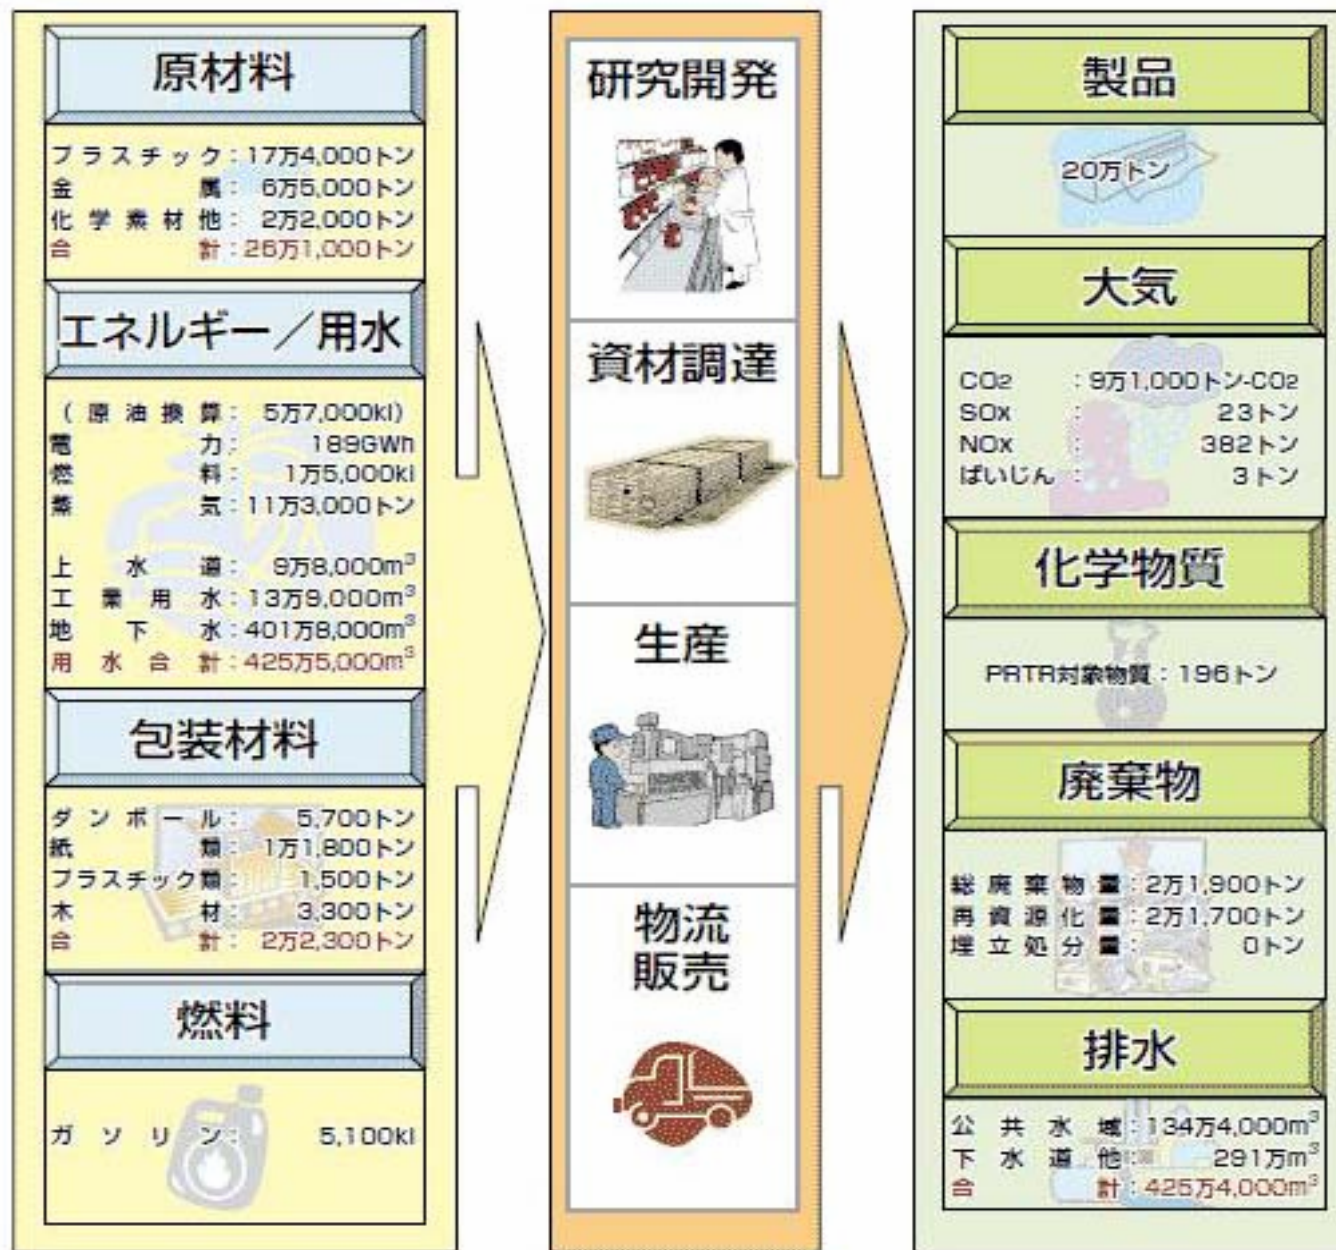 原材料
プラスチック：17万4,000トン
金属：6万5,000トン
化学素材他：2万2,000トン
合計：26万1,000トン
エネルギー／用水
（原油換算：5万7,000kl）
電力：189GWh
燃料：1万5,000kl
蒸気：11万3,000トン
上水道：9万8,000m³
工業用水：13万9,000m³
地下水：401万8,000m³
用水合計：425万5,000m³
包装材料
ダンボール：5,700トン
紙類：1万1,800トン
プラスチック類：1,500トン
木材：3,300トン
合計：2万2,300トン
燃料
ガソリン：5,100kl
研究開発
資材調達
生産
物流
販売
製品
20万トン
大気
CO2：9万1,000トン-CO2
SOx：23トン
NOx：382トン
ばいじん：3トン
化学物質
PRTR対象物質：196トン
廃棄物
総廃棄物量：2万1,900トン
再資源化量：2万1,700トン
埋立処分量：0トン
排水
公共水域：134万4,000m³
下水道他：291万m³
合計：425万4,000m³